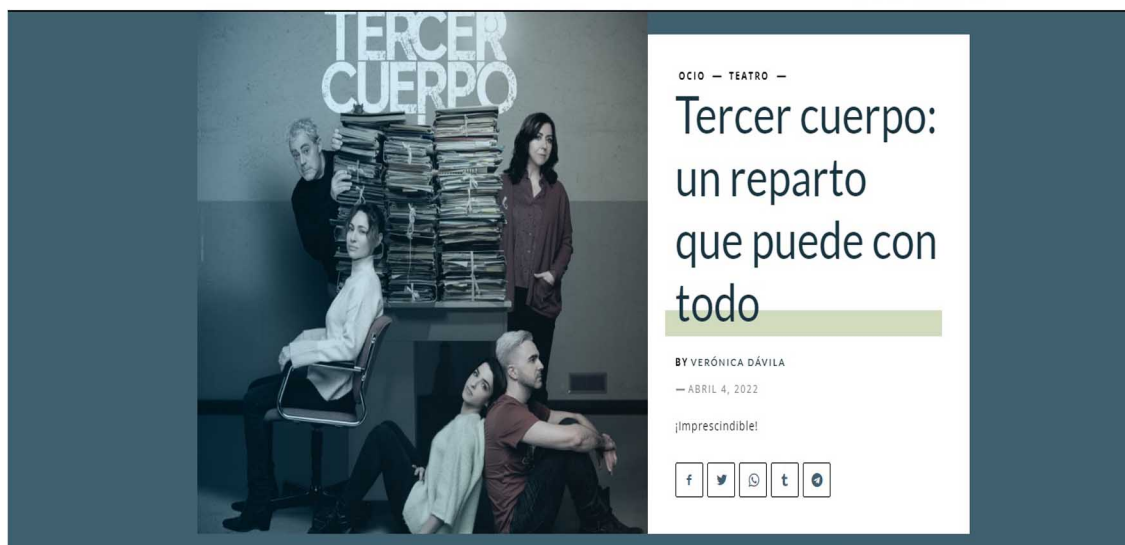 TERCER
CUERPO
OCIO — TEATRO —
Tercer cuerpo:
un reparto
que puede con
todo
BY VERÓNICA DÁVILA
— ABRIL 4, 2022
¡Imprescindible!